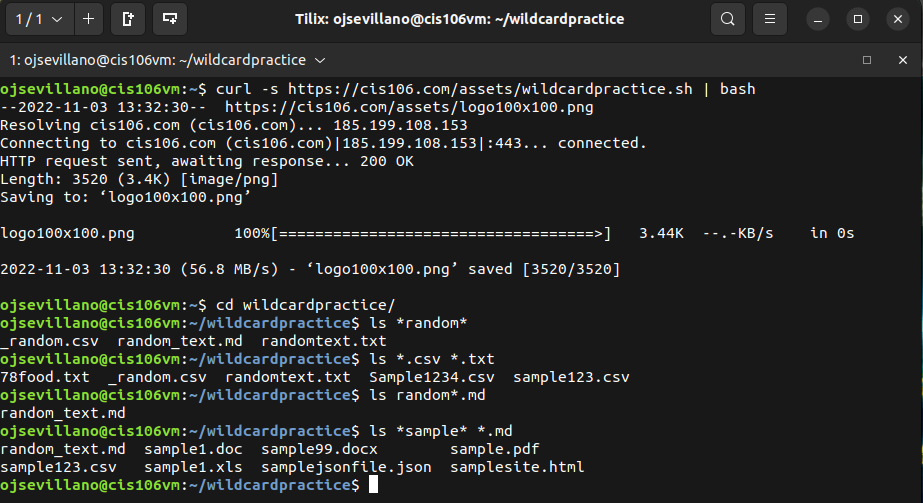 1 / 1
Tilix: ojsevillano@cis106vm: ~/wildcardpractice
1: ojsevillano@cis106vm: ~/wildcardpractice
ojsevillano@cis106vm:~$ curl -s https://cis106.com/assets/wildcardpractice.sh | bash
--2022-11-03 13:32:30-- https://cis106.com/assets/logo100x100.png
Resolving cis106.com (cis106.com)... 185.199.108.153
Connecting to cis106.com (cis106.com)|185.199.108.153|:443... connected.
HTTP request sent, awaiting response... 200 OK
Length: 3520 (3.4K) [image/png]
Saving to: ‘logo100x100.png’
logo100x100.png 100%[===================================>] 3.44K --.-KB/s in 0s
2022-11-03 13:32:30 (56.8 MB/s) - ‘logo100x100.png’ saved [3520/3520]
ojsevillano@cis106vm:~$ cd wildcardpractice/
ojsevillano@cis106vm:~/wildcardpractice$ ls *random*
_random.csv random_text.md randomtext.txt
ojsevillano@cis106vm:~/wildcardpractice$ ls *.csv *.txt
78food.txt _random.csv randomtext.txt Sample1234.csv sample123.csv
ojsevillano@cis106vm:~/wildcardpractice$ ls random*.md
random_text.md
ojsevillano@cis106vm:~/wildcardpractice$ ls *sample* *.md
random_text.md sample1.doc sample99.docx sample.pdf
sample123.csv sample1.xls samplejsonfile.json samplesite.html
ojsevillano@cis106vm:~/wildcardpractice$